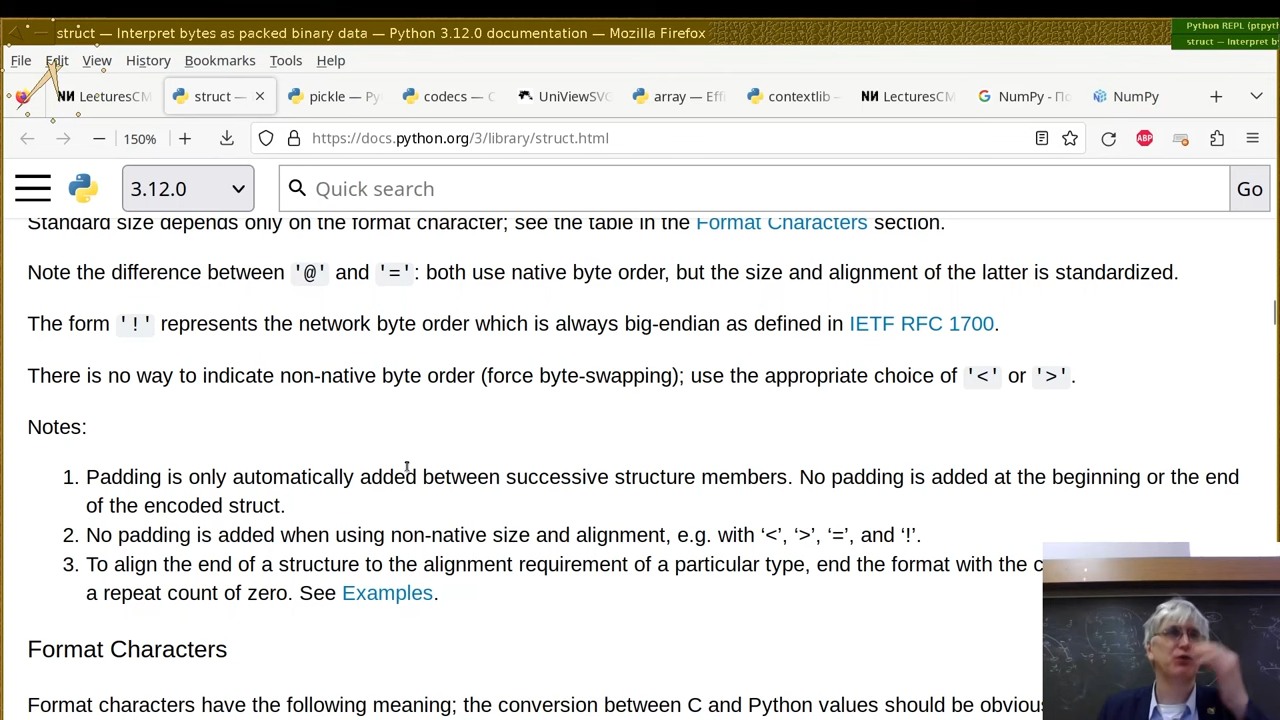 struct — Interpret bytes as packed binary data — Python 3.12.0 documentation — Mozilla Firefox
Python REPL (ptpyth
struct — Interpret b
File Edit View History Bookmarks Tools Help
LecturesCM struct — pickle — Py codecs — C UniViewSV array — Effi contextlib LecturesCM NumPy - По NumPy
150% https://docs.python.org/3/library/struct.html ABP
3.12.0 Quick search Go
Standard size depends only on the format character; see the table in the Format Characters section.
Note the difference between '@' and '=': both use native byte order, but the size and alignment of the latter is standardized.
The form '!' represents the network byte order which is always big-endian as defined in IETF RFC 1700.
There is no way to indicate non-native byte order (force byte-swapping); use the appropriate choice of '<' or '>'.
Notes:
1. Padding is only automatically added between successive structure members. No padding is added at the beginning or the end
of the encoded struct.
2. No padding is added when using non-native size and alignment, e.g. with ‘<’, ‘>’, ‘=’, and ‘!’.
3. To align the end of a structure to the alignment requirement of a particular type, end the format with the c
a repeat count of zero. See Examples.
Format Characters
Format characters have the following meaning; the conversion between C and Python values should be obviou